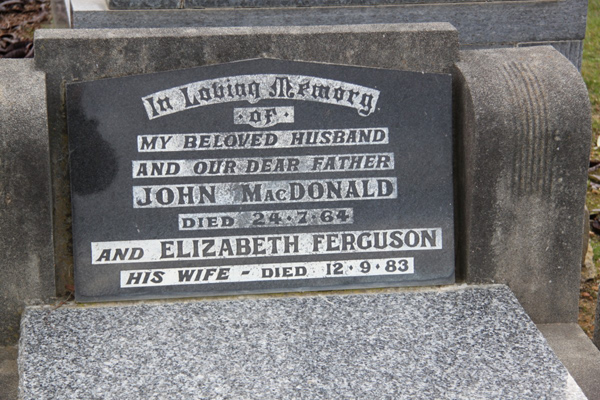 In Loving Memory
· of ·
MY BELOVED HUSBAND
AND OUR DEAR FATHER
JOHN MACDONALD
DIED 24·7·64
AND ELIZABETH FERGUSON
HIS WIFE - DIED 12·9·83